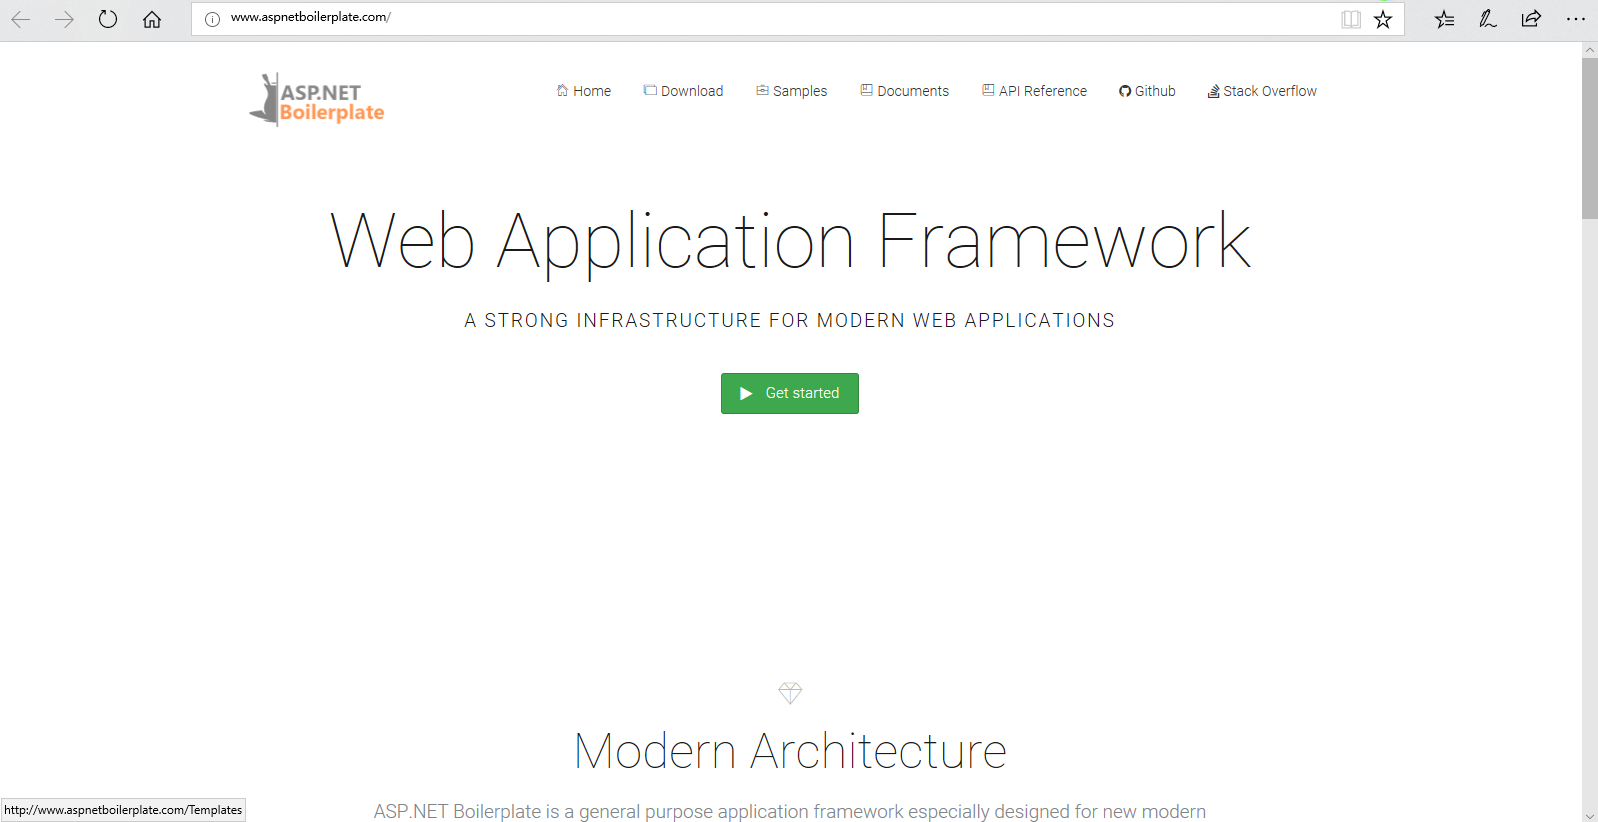 www.aspnetboilerplate.com/
ASP.NET
Boilerplate
Home Download Samples Documents API Reference Github Stack Overflow
Web Application Framework
A STRONG INFRASTRUCTURE FOR MODERN WEB APPLICATIONS
Get started
Modern Architecture
ASP.NET Boilerplate is a general purpose application framework especially designed for new modern
http://www.aspnetboilerplate.com/Templates